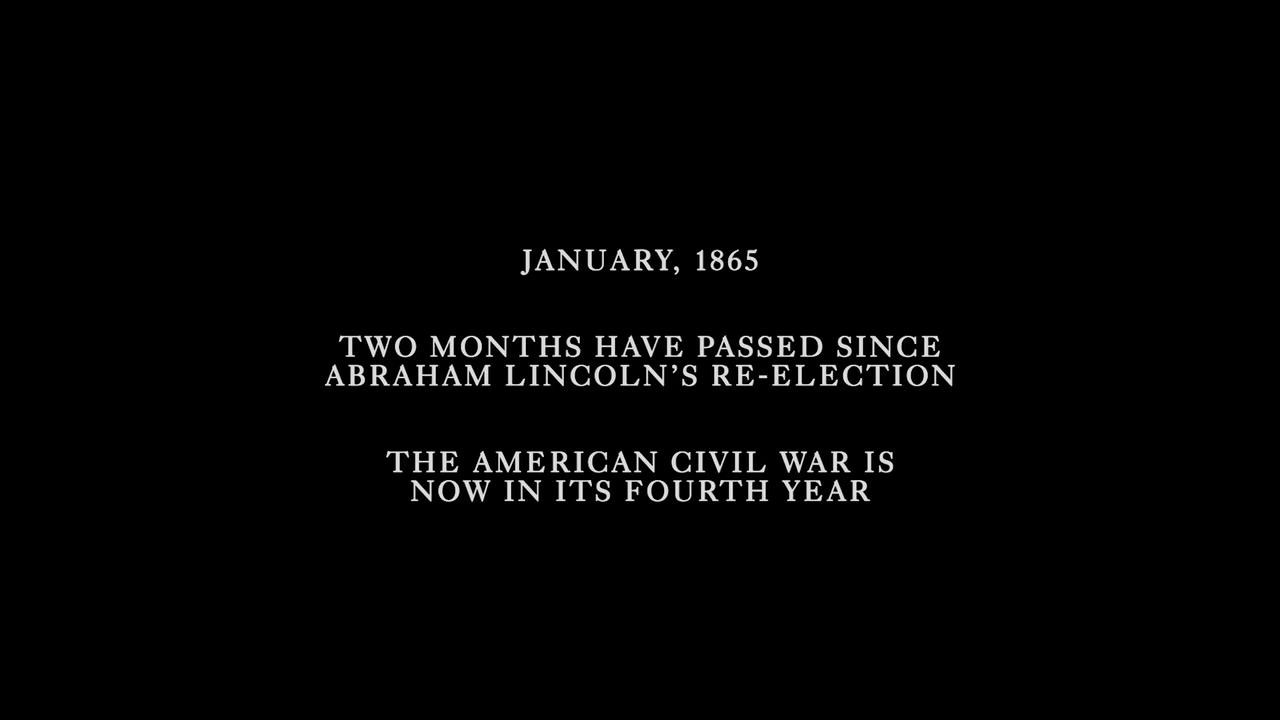 JANUARY, 1865
TWO MONTHS HAVE PASSED SINCE
ABRAHAM LINCOLN’S RE-ELECTION
THE AMERICAN CIVIL WAR IS
NOW IN ITS FOURTH YEAR